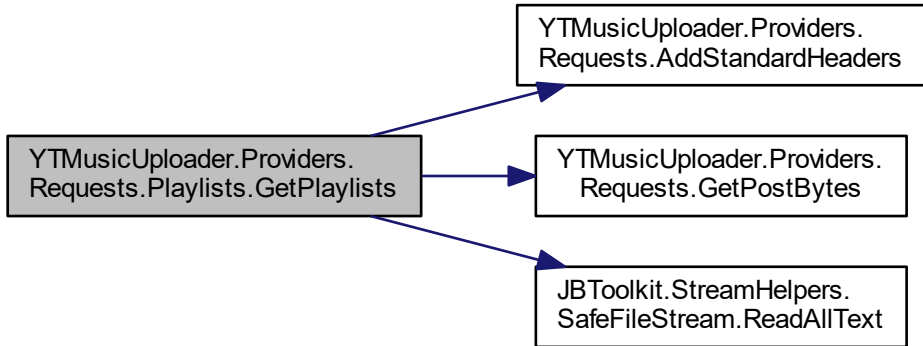 YTMusicUploader.Providers.
Requests.AddStandardHeaders
YTMusicUploader.Providers.
Requests.Playlists.GetPlaylists
YTMusicUploader.Providers.
Requests.GetPostBytes
JBToolkit.StreamHelpers.
SafeFileStream.ReadAllText